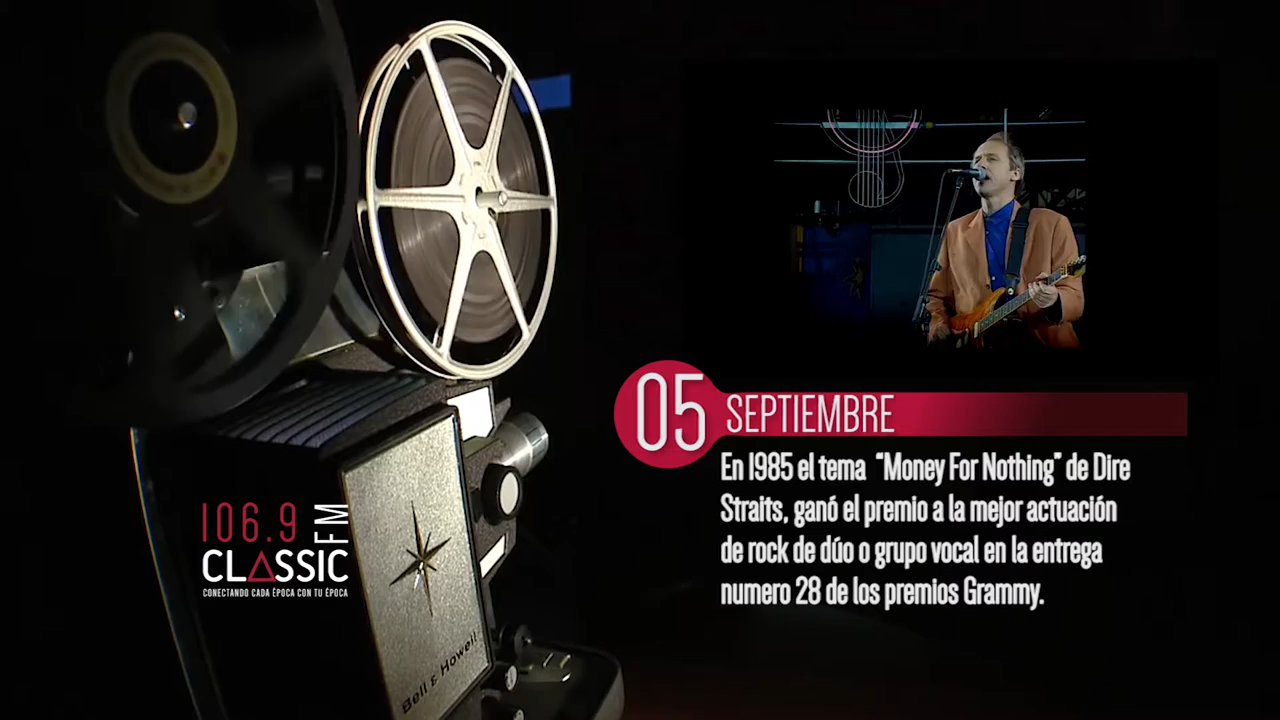 05 SEPTIEMBRE
En 1985 el tema "Money For Nothing" de Dire
Straits, ganó el premio a la mejor actuación
de rock de dúo o grupo vocal en la entrega
numero 28 de los premios Grammy.
106.9 FM
CLASSIC
CONECTANDO CADA ÉPOCA CON TU ÉPOCA
Bell & Howell